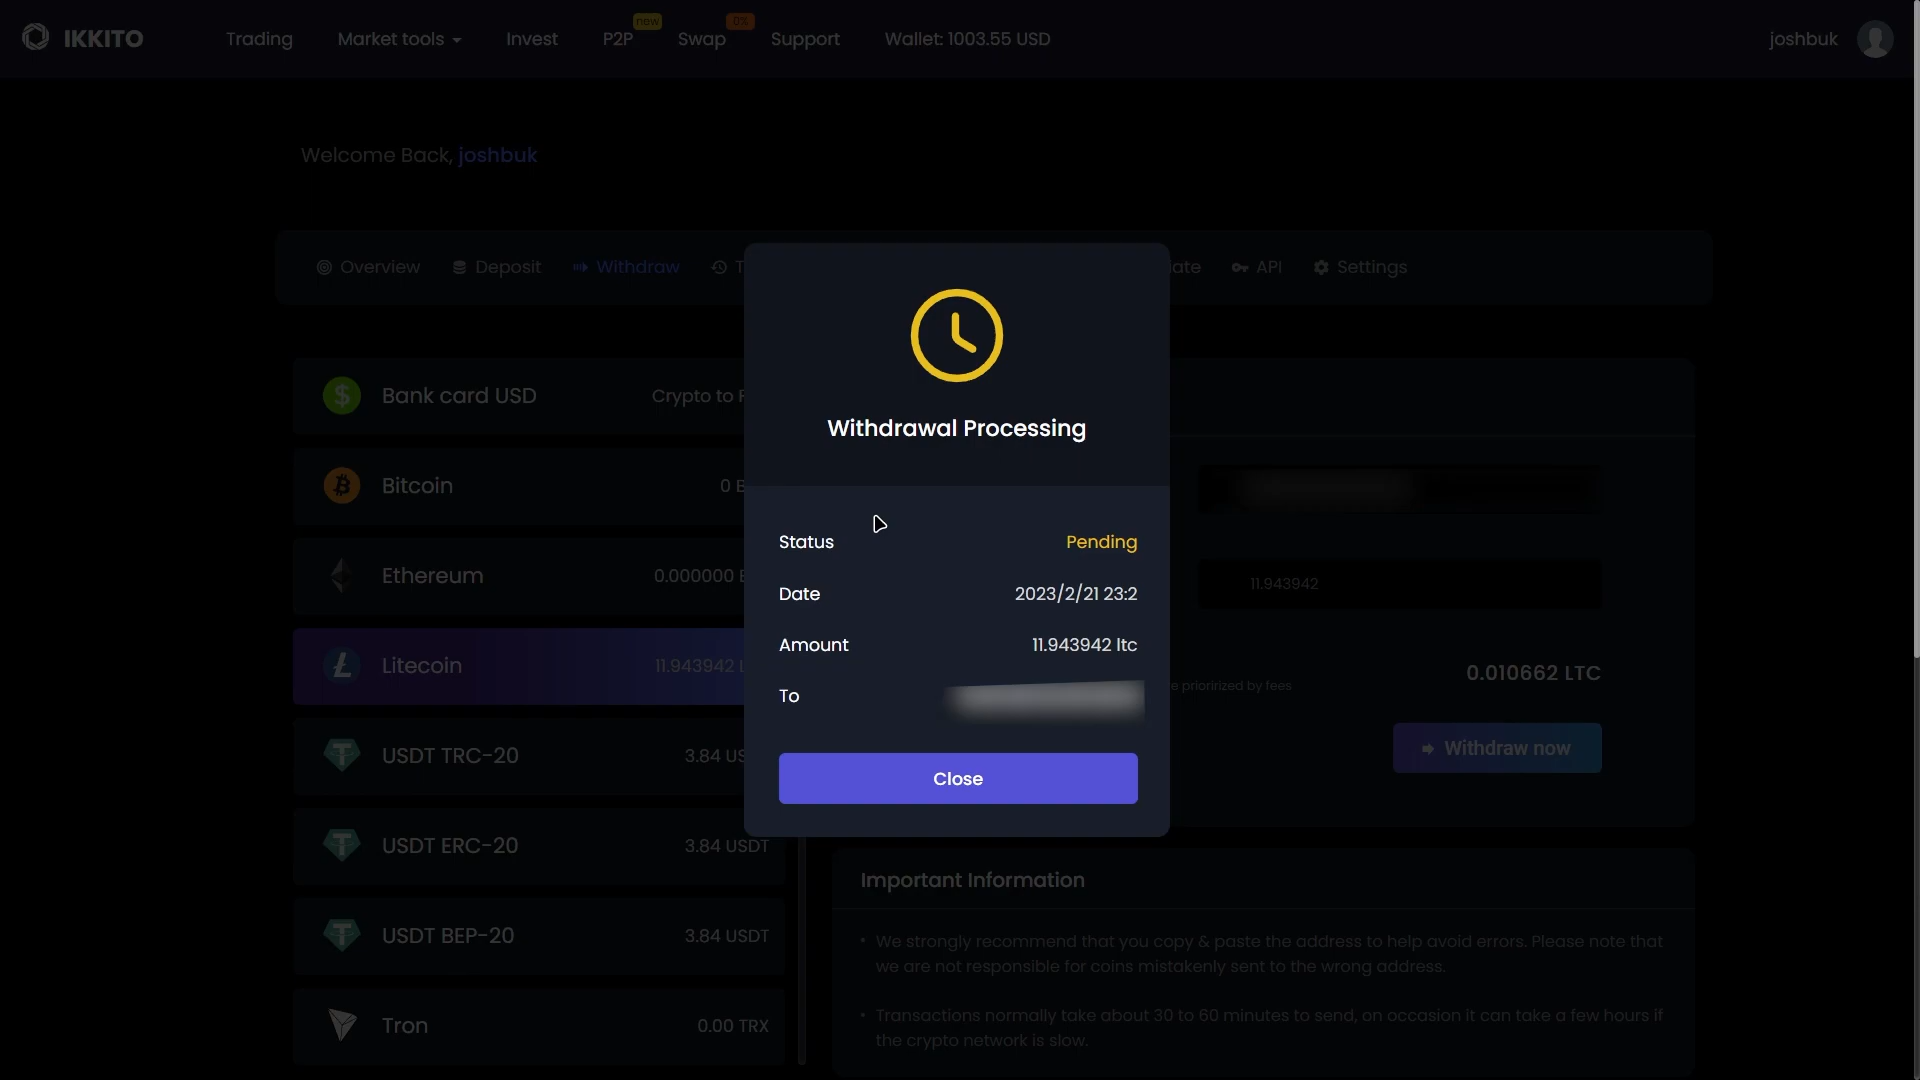 IKKITO
Trading
Market tools
Invest
P2P
new
Swap
0%
Support
Wallet: 1003.55 USD
joshbuk
Welcome Back, joshbuk
Overview
Deposit
Withdraw
API
Settings
Bank card USD
Crypto to
Bitcoin
0
Ethereum
0.000000
Litecoin
11.943942
USDT TRC-20
3.84
USDT ERC-20
3.84 USDT
USDT BEP-20
3.84 USDT
Tron
0.00 TRX
Withdrawal Processing
Status
Pending
Date
2023/2/21 23:2
Amount
11.943942 ltc
To
Close
11.943942
priorirized by fees
0.010662 LTC
Withdraw now
Important Information
• We strongly recommend that you copy & paste the address to help avoid errors. Please note that
we are not responsible for coins mistakenly sent to the wrong address.
• Transactions normally take about 30 to 60 minutes to send, on occasion it can take a few hours if
the crypto network is slow.